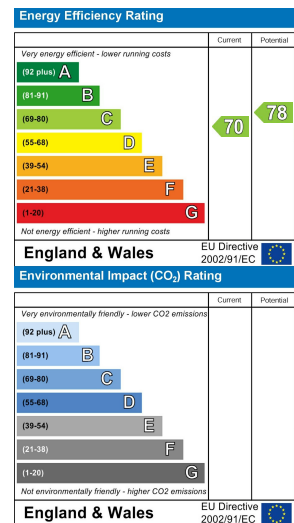 Energy Efficiency Rating
Current Potential
Very energy efficient - lower running costs
(92 plus) A
(81-91) B
(69-80) C
(55-68) D
(39-54) E
(21-38) F
(1-20) G
70
78
Not energy efficient - higher running costs
England & Wales
EU Directive
2002/91/EC
Environmental Impact (CO₂) Rating
Current Potential
Very environmentally friendly - lower CO2 emissions
(92 plus) A
(81-91) B
(69-80) C
(55-68) D
(39-54) E
(21-38) F
(1-20) G
Not environmentally friendly - higher CO2 emissions
England & Wales
EU Directive
2002/91/EC